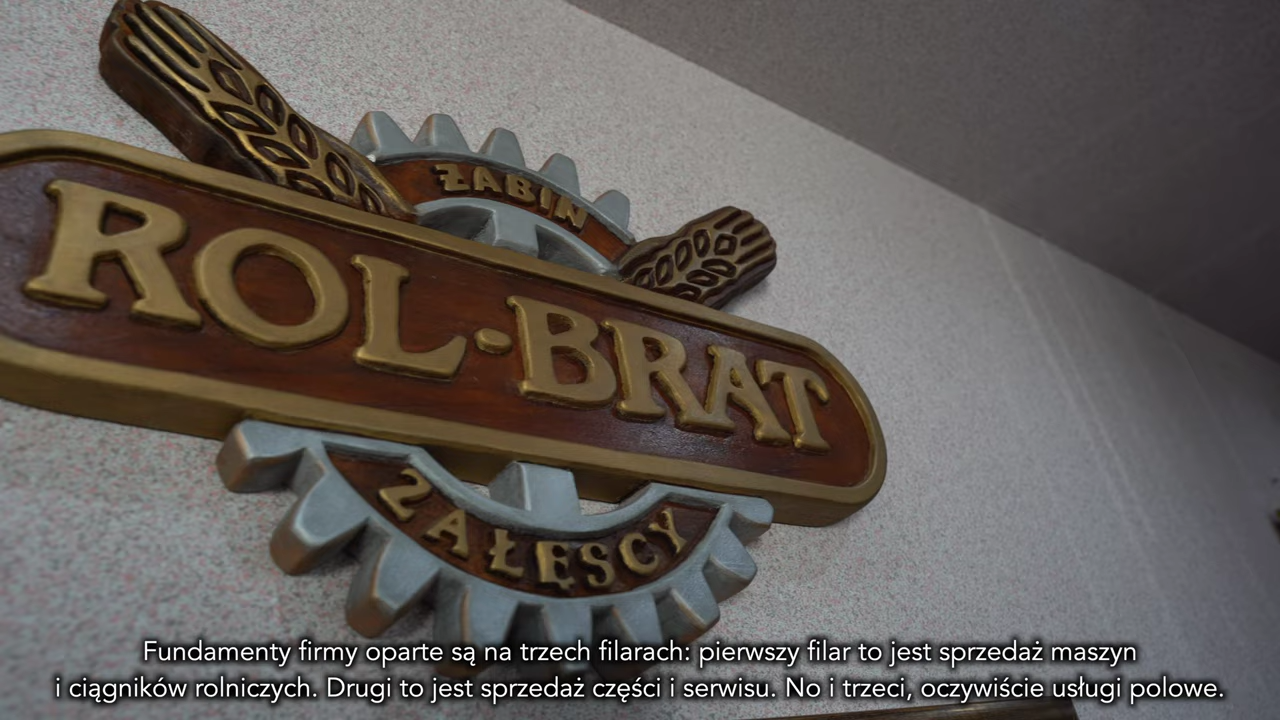 ŻABIN
ROL-BRAT
ZAŁĘSCY
Fundamenty firmy oparte są na trzech filarach: pierwszy filar to jest sprzedaż maszyn
i ciągników rolniczych. Drugi to jest sprzedaż części i serwisu. No i trzeci, oczywiście usługi polowe.